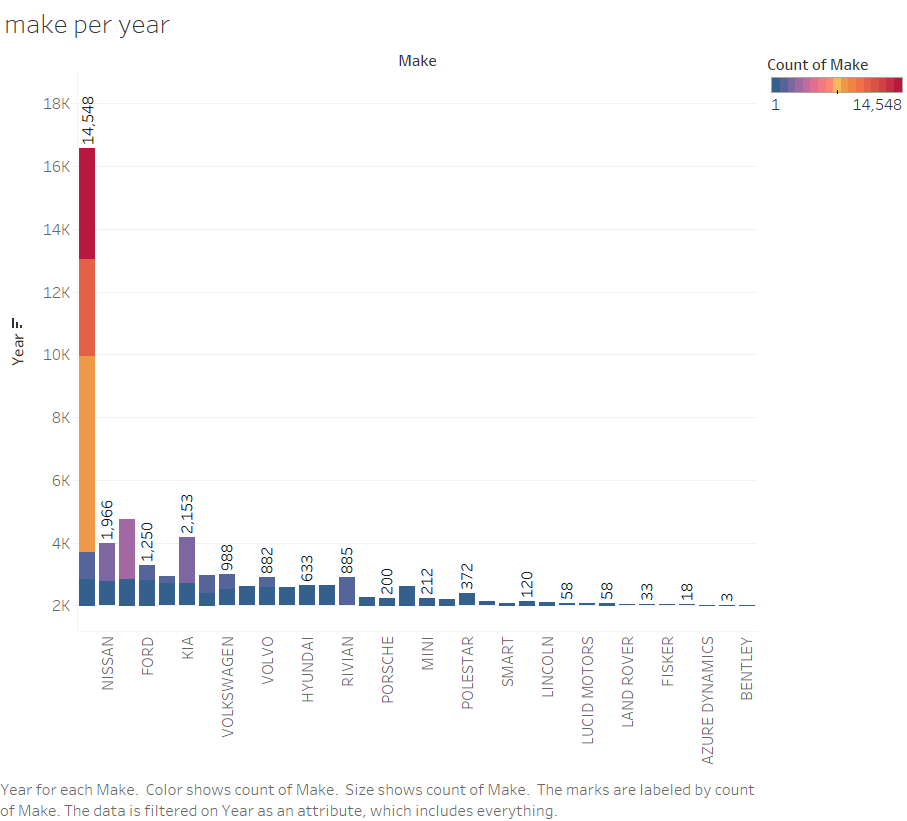 make per year
Make
Count of Make
1
14,548
Year
18K
16K
14K
12K
10K
8K
6K
4K
2K
14,548
1,966
1,250
2,153
988
882
633
885
200
212
372
120
58
58
33
18
3
NISSAN
FORD
KIA
VOLKSWAGEN
VOLVO
HYUNDAI
RIVIAN
PORSCHE
MINI
POLESTAR
SMART
LINCOLN
LUCID MOTORS
LAND ROVER
FISKER
AZURE DYNAMICS
BENTLEY
Year for each Make. Color shows count of Make. Size shows count of Make. The marks are labeled by count
of Make. The data is filtered on Year as an attribute, which includes everything.